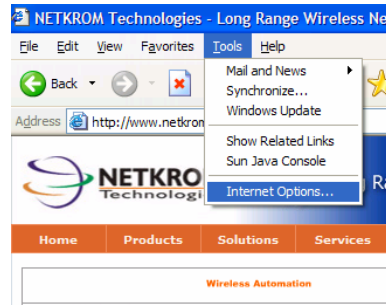 NETKROM Technologies - Long Range Wireless Ne
File Edit View Favorites Tools Help
Back
Mail and News
Synchronize...
Windows Update
Address http://www.netkrom
Show Related Links
Sun Java Console
Internet Options...
NETKRO
Technologi
Ra
Home Products Solutions Services
Wireless Automation